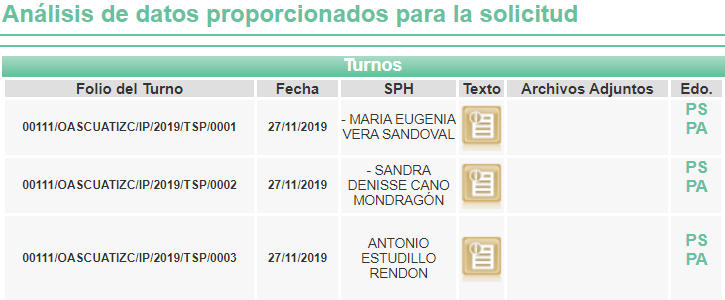 Análisis de datos proporcionados para la solicitud
Turnos
Folio del Turno Fecha SPH Texto Archivos Adjuntos Edo.
00111/OASCUATIZC/IP/2019/TSP/0001 27/11/2019 - MARIA EUGENIA VERA SANDOVAL PS PA
00111/OASCUATIZC/IP/2019/TSP/0002 27/11/2019 - SANDRA DENISSE CANO MONDRAGÓN PS PA
00111/OASCUATIZC/IP/2019/TSP/0003 27/11/2019 ANTONIO ESTUDILLO RENDON PS PA